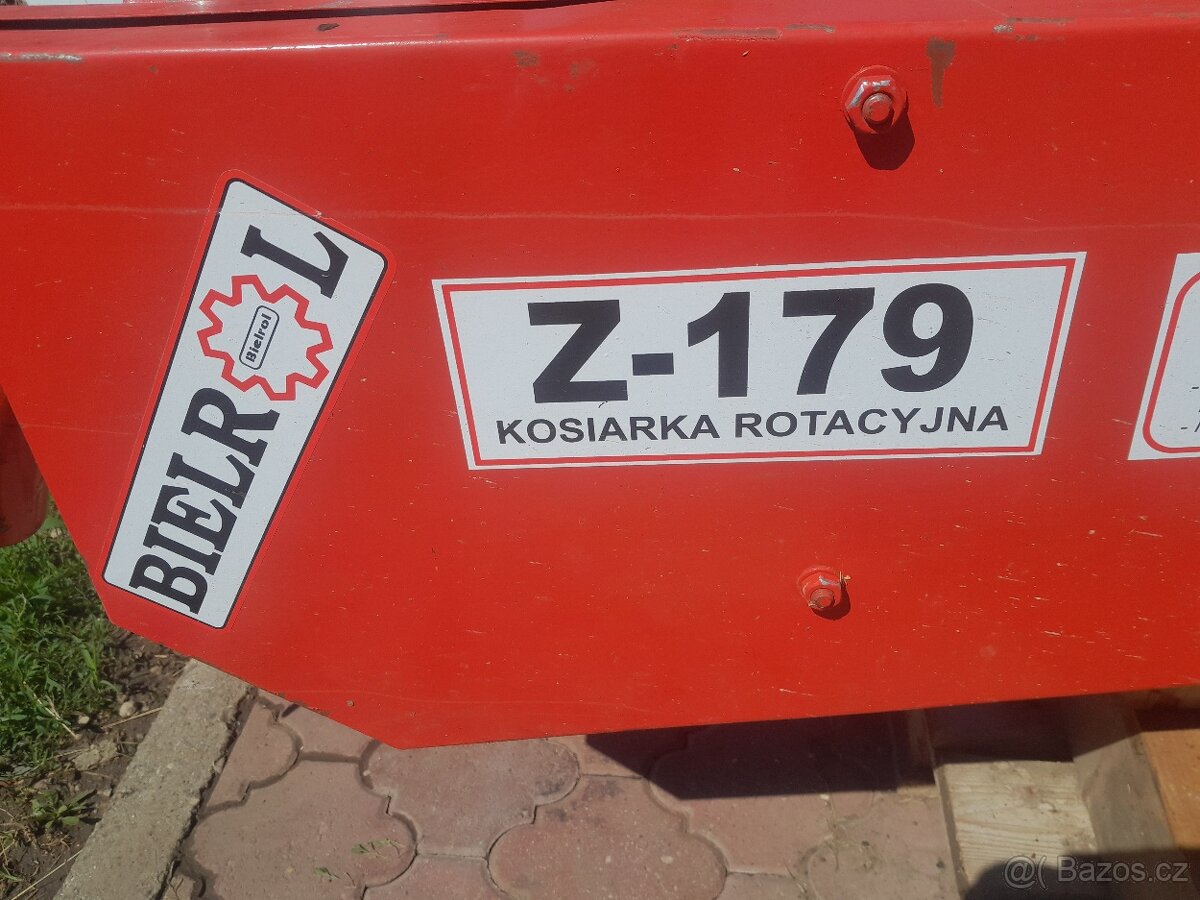 BIELROL
Bielrol
Z-179
KOSIARKA ROTACYJNA
@( Bazos.cz